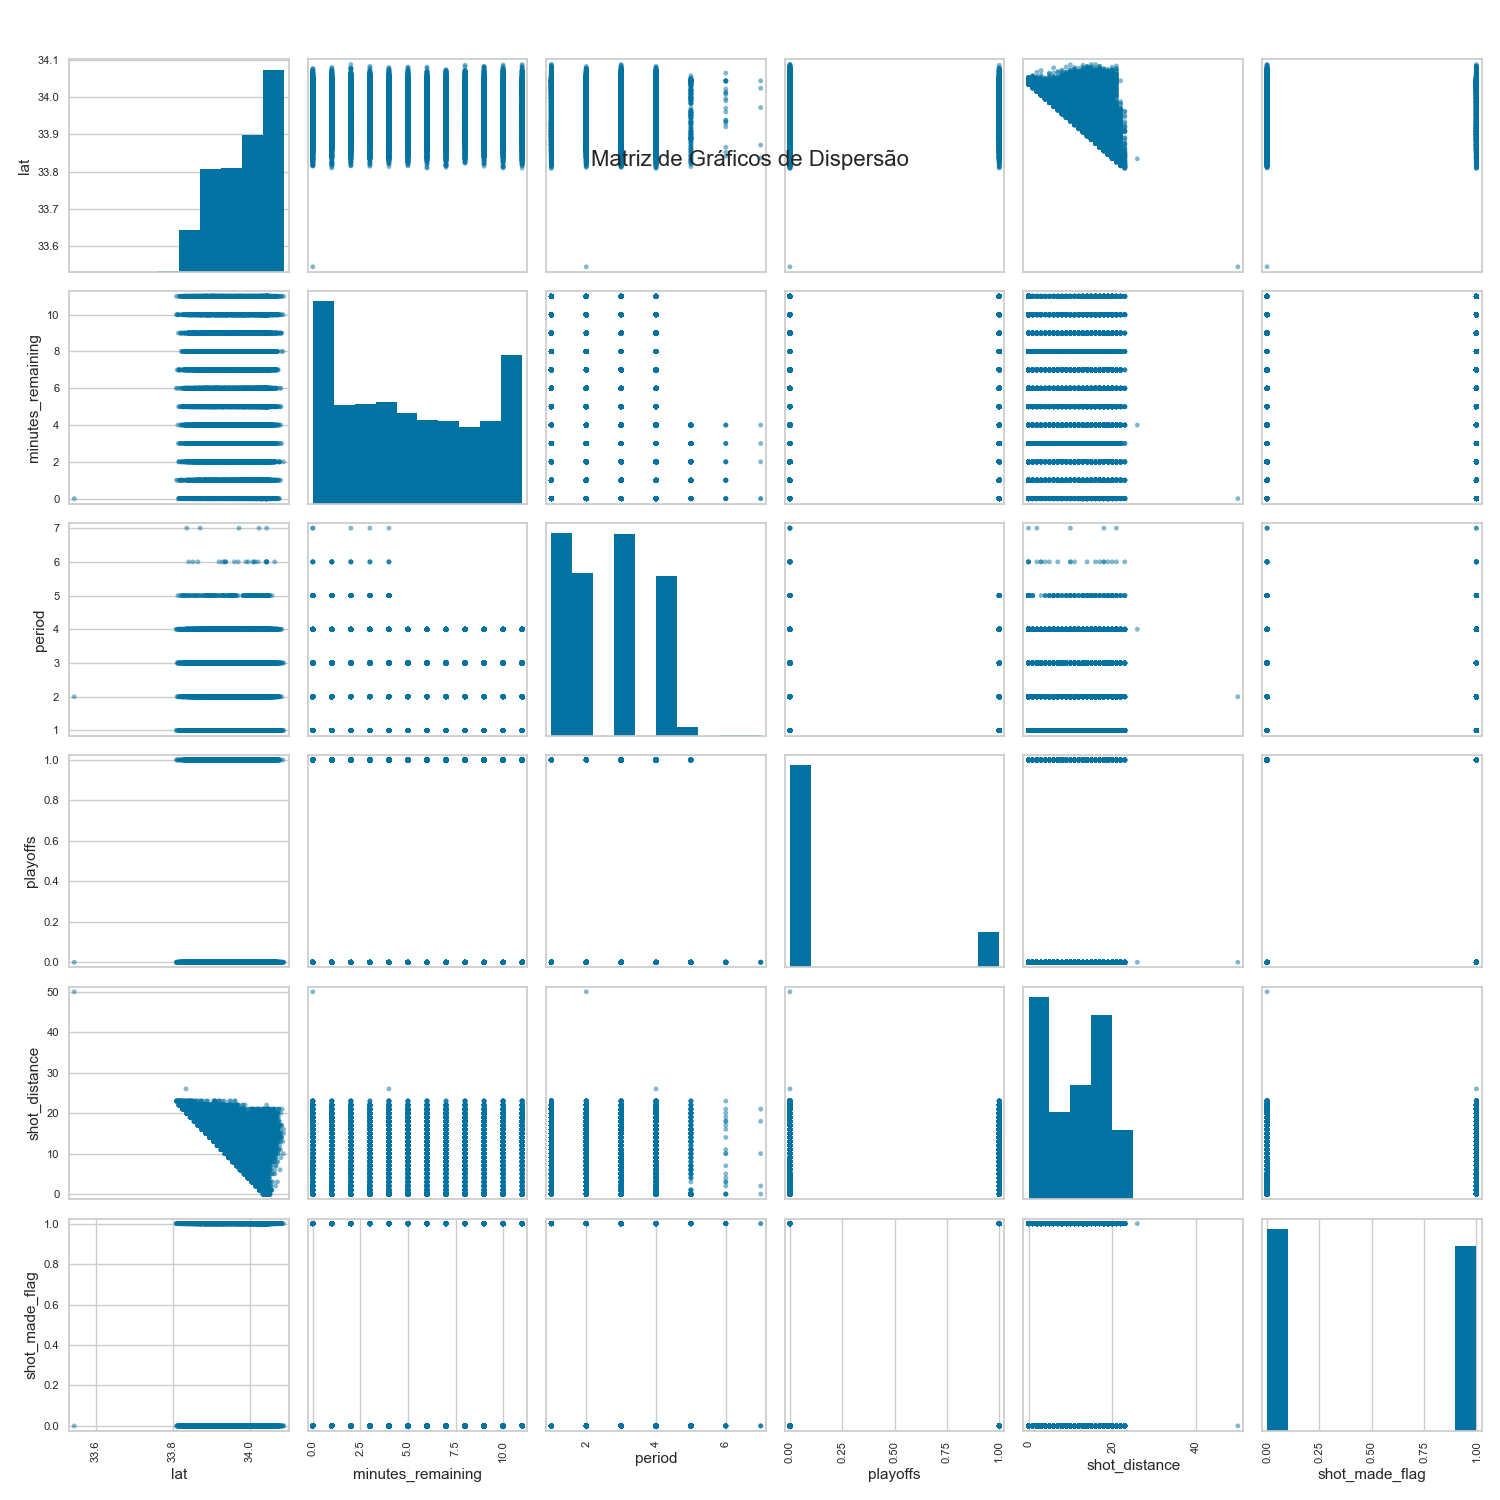 34.1
34.0
33.9
33.8
33.7
33.6
lat
Matriz de Gráficos de Dispersão
10
8
6
4
2
0
minutes_remaining
7
6
5
4
3
2
1
period
1.0
0.8
0.6
0.4
0.2
0.0
playoffs
50
40
30
20
10
0
shot_distance
1.0
0.8
0.6
0.4
0.2
0.0
shot_made_flag
33.6 33.8 34.0
lat
0.0 2.5 5.0 7.5 10.0
minutes_remaining
2 4 6
period
0.00 0.25 0.50 0.75 1.00
playoffs
0 20 40
shot_distance
0.00 0.25 0.50 0.75 1.00
shot_made_flag